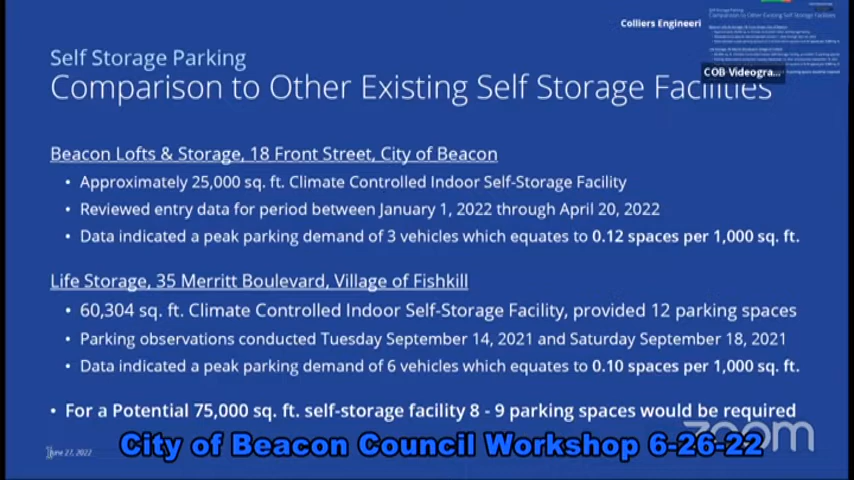 Colliers Engineeri
COB Videogra...
Self Storage Parking
Comparison to Other Existing Self Storage Facilities
Beacon Lofts & Storage, 18 Front Street, City of Beacon
• Approximately 25,000 sq. ft. Climate Controlled Indoor Self-Storage Facility
• Reviewed entry data for period between January 1, 2022 through April 20, 2022
• Data indicated a peak parking demand of 3 vehicles which equates to 0.12 spaces per 1,000 sq. ft.
Life Storage, 35 Merritt Boulevard, Village of Fishkill
• 60,304 sq. ft. Climate Controlled Indoor Self-Storage Facility, provided 12 parking spaces
• Parking observations conducted Tuesday September 14, 2021 and Saturday September 18, 2021
• Data indicated a peak parking demand of 6 vehicles which equates to 0.10 spaces per 1,000 sq. ft.
• For a Potential 75,000 sq. ft. self-storage facility 8 - 9 parking spaces would be required
zoom
City of Beacon Council Workshop 6-26-22
June 27, 2022